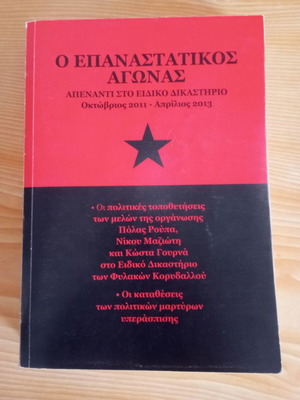 Ο ΕΠΑΝΑΣΤΑΤΙΚΟΣ
ΑΓΩΝΑΣ
ΑΠΕΝΑΝΤΙ ΣΤΟ ΕΙΔΙΚΟ ΔΙΚΑΣΤΗΡΙΟ
Οκτώβριος 2011 - Απρίλιος 2013
• Οι πολιτικές τοποθετήσεις
των μελών της οργάνωσης
Πόλας Ρούπα,
Νίκου Μαζιώτη
και Κώστα Γουρνά
στο Ειδικό Δικαστήριο
των Φυλακών Κορυδαλλού
• Οι καταθέσεις
των πολιτικών μαρτύρων
υπεράσπισης